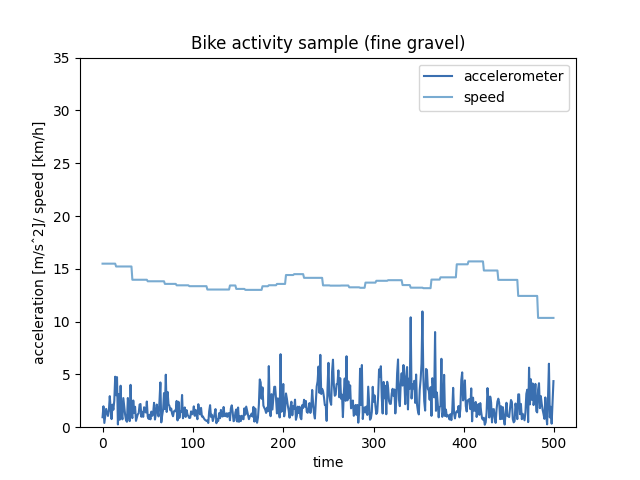 Bike activity sample (fine gravel)
accelerometer
speed
acceleration [m/sˆ2]/ speed [km/h]
35
30
25
20
15
10
5
0
0 100 200 300 400 500
time